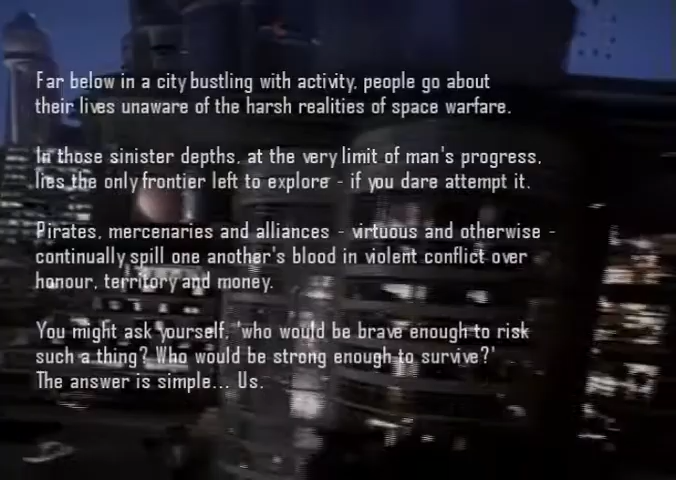 Far below in a city bustling with activity, people go about
their lives unaware of the harsh realities of space warfare.
In those sinister depths, at the very limit of man's progress,
lies the only frontier left to explore - if you dare attempt it.
Pirates, mercenaries and alliances - virtuous and otherwise -
continually spill one another's blood in violent conflict over
honour, territory and money.
You might ask yourself, 'who would be brave enough to risk
such a thing? Who would be strong enough to survive?'
The answer is simple... Us.